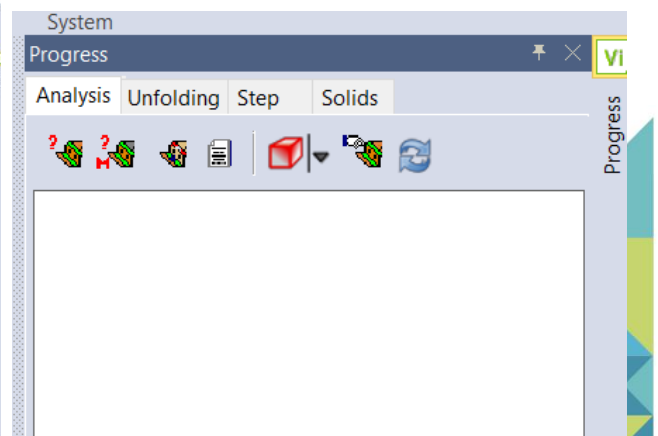 System
Progress
Vi
Analysis Unfolding Step Solids
Progress
? ? M